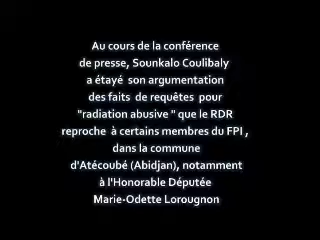 Au cours de la conférence
de presse, Sounkalo Coulibaly
a étayé  son argumentation
des faits  de requêtes  pour
"radiation abusive " que le RDR
reproche  à certains membres du FPI ,
dans la commune
d'Atécoubé (Abidjan), notamment
à l'Honorable Députée
Marie-Odette Lorougnon